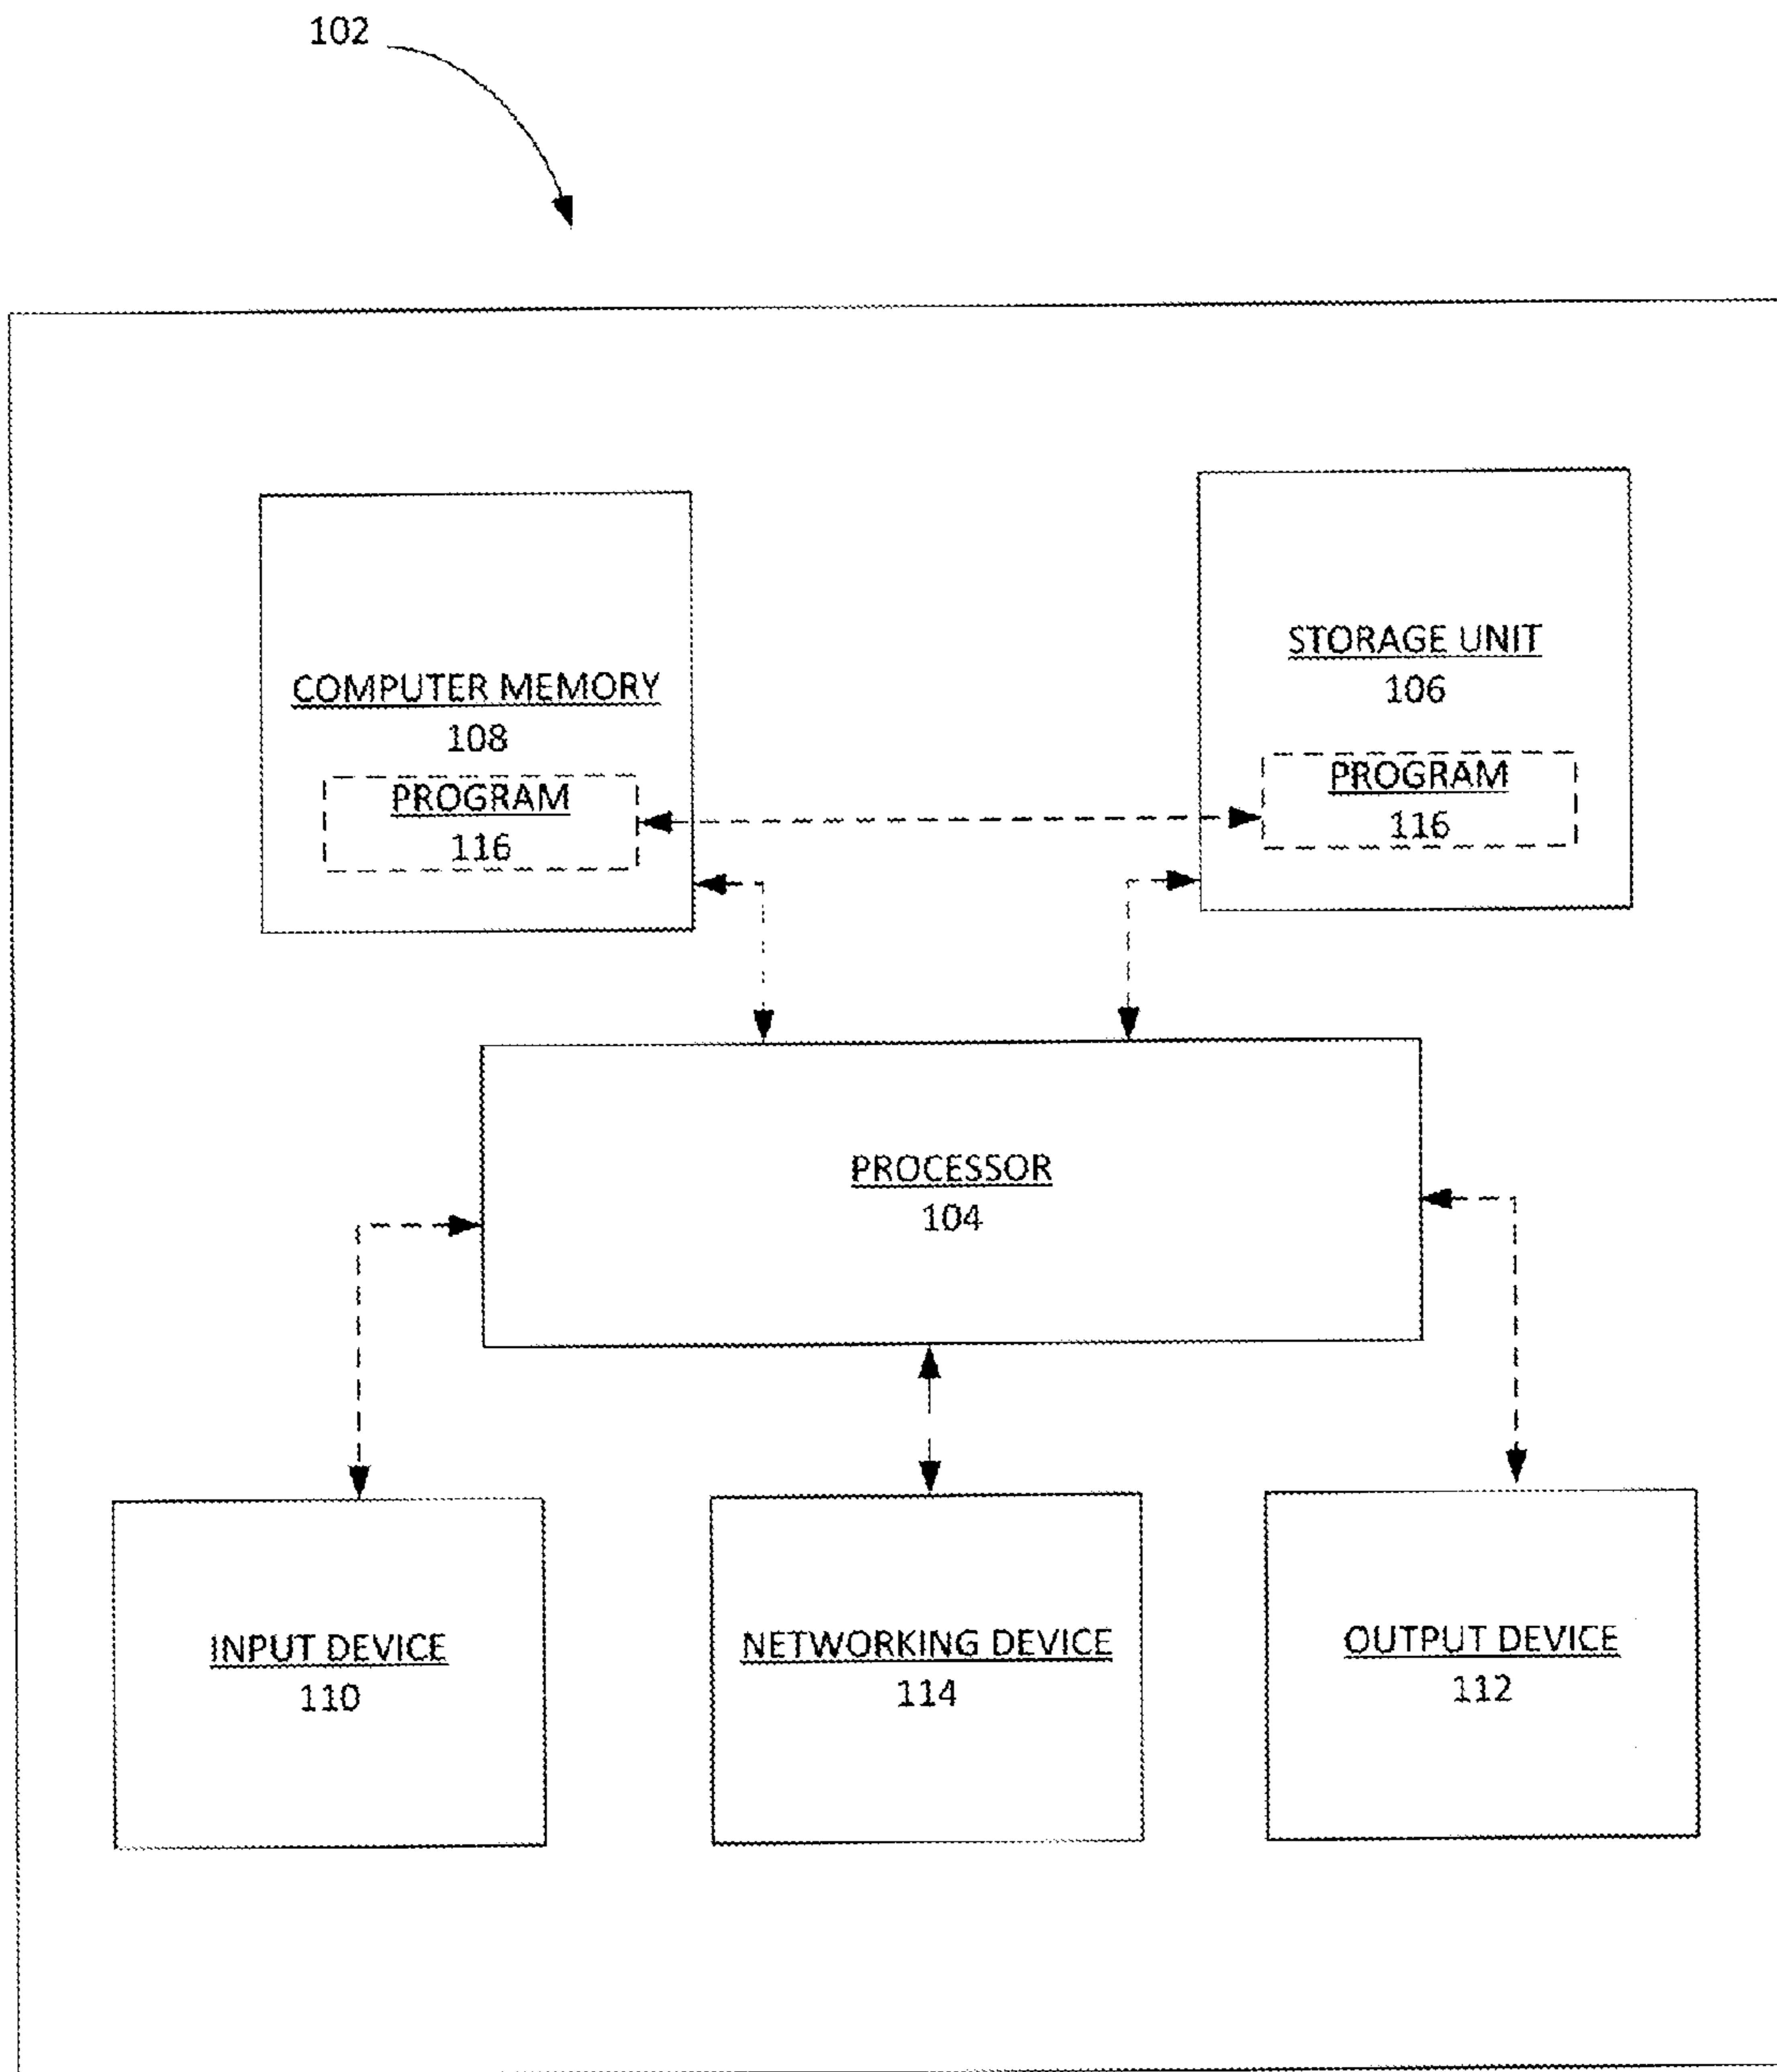 102
COMPUTER MEMORY
108
PROGRAM
116
STORAGE UNIT
106
PROGRAM
116
PROCESSOR
104
INPUT DEVICE
110
NETWORKING DEVICE
114
OUTPUT DEVICE
112